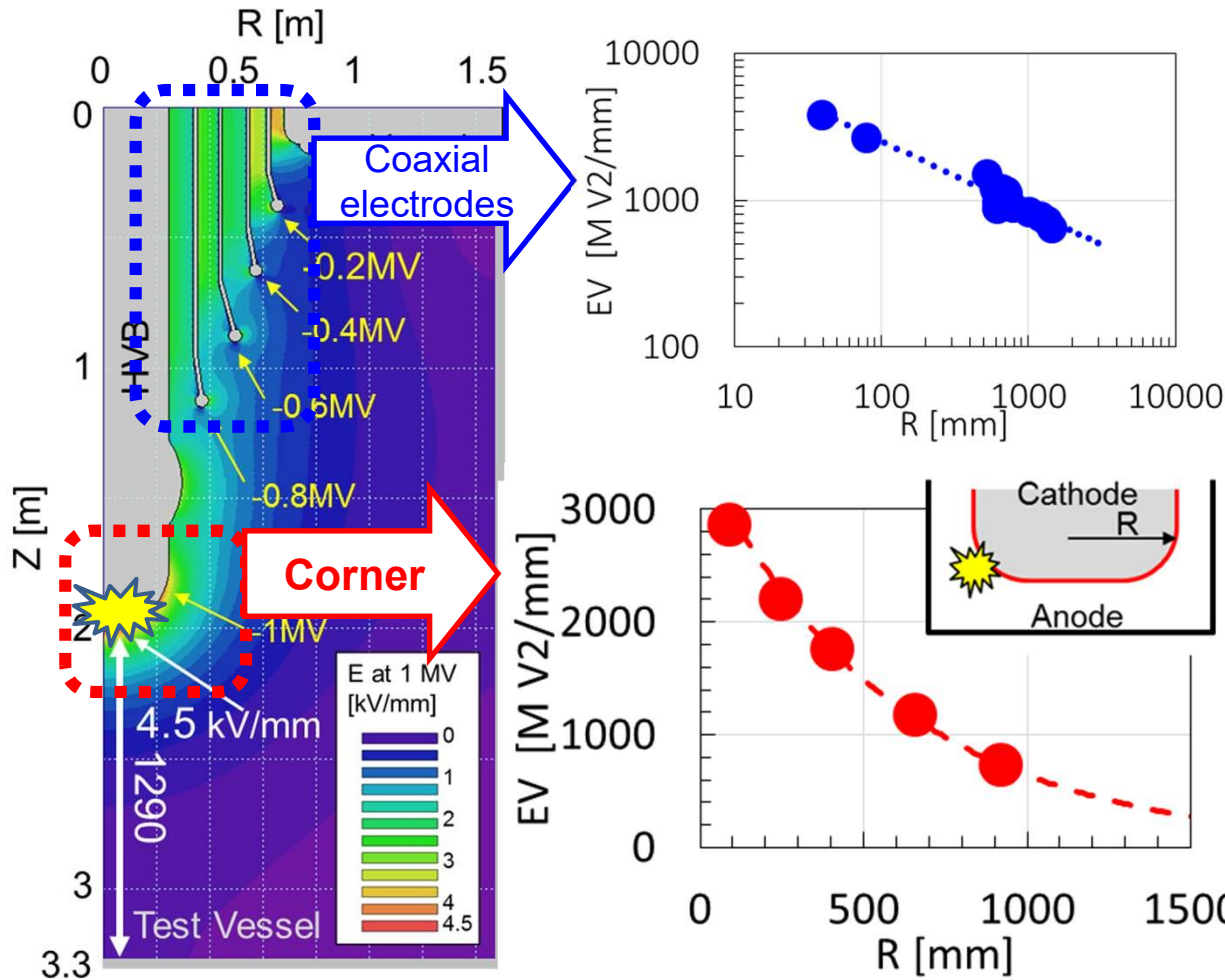 R [m]
0
0.5
1
1.5
0
1
2
3
3.3
Z [m]
HVB
-0.2MV
-0.4MV
-0.6MV
-0.8MV
-1MV
4.5 kV/mm
1290
Test Vessel
E at 1 MV
[kV/mm]
0
1
2
3
4
4.5
Coaxial
electrodes
Corner
EV [M V2/mm]
10000
1000
100
10
100
1000
10000
R [mm]
EV [M V2/mm]
3000
2000
1000
0
0
500
1000
1500
R [mm]
Cathode
R
Anode